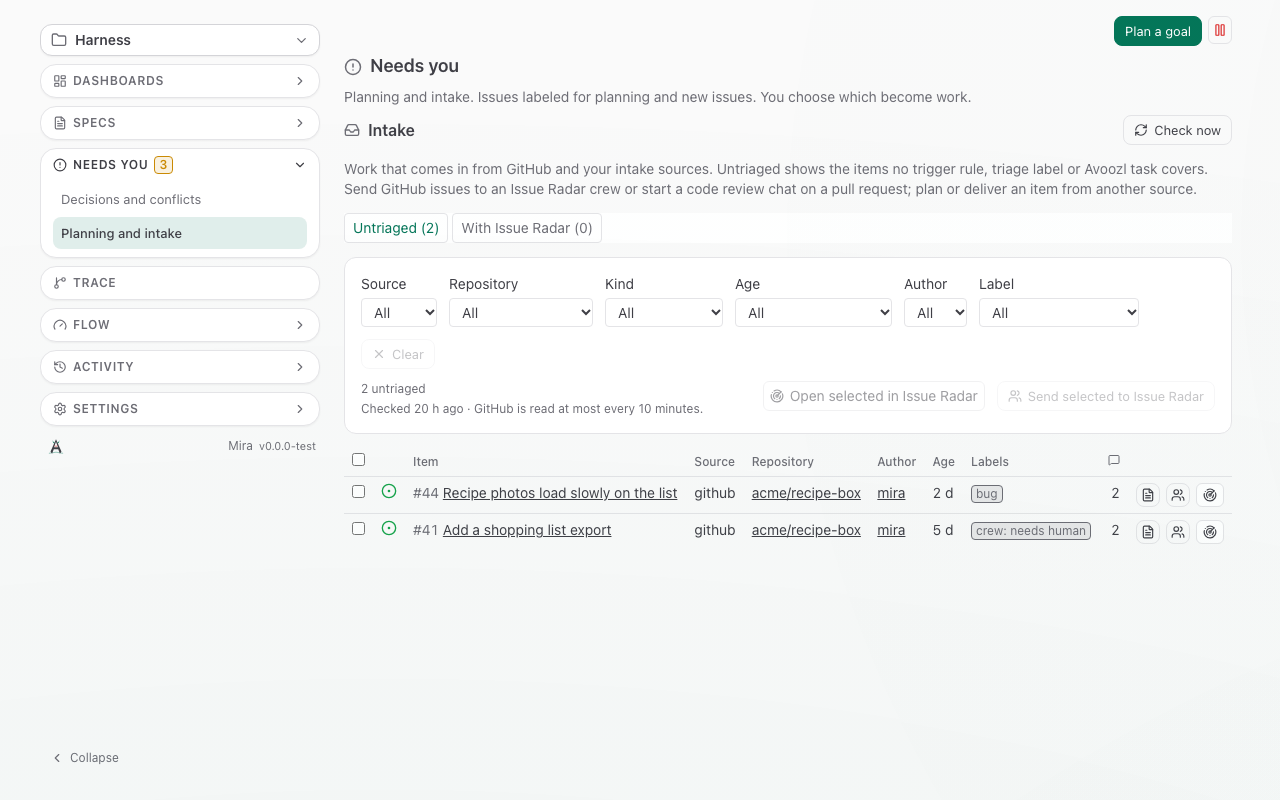 Harness
Plan a goal
DASHBOARDS
SPECS
NEEDS YOU 3
Decisions and conflicts
Planning and intake
TRACE
FLOW
ACTIVITY
SETTINGS
Mira v0.0.0-test
Collapse
Needs you
Planning and intake. Issues labeled for planning and new issues. You choose which become work.
Intake
Check now
Work that comes in from GitHub and your intake sources. Untriaged shows the items no trigger rule, triage label or Avoozl task covers.
Send GitHub issues to an Issue Radar crew or start a code review chat on a pull request; plan or deliver an item from another source.
Untriaged (2) With Issue Radar (0)
Source Repository Kind Age Author Label
All All All All All All
Clear
2 untriaged
Checked 20 h ago · GitHub is read at most every 10 minutes.
Open selected in Issue Radar Send selected to Issue Radar
Item Source Repository Author Age Labels
#44 Recipe photos load slowly on the list github acme/recipe-box mira 2 d bug 2
#41 Add a shopping list export github acme/recipe-box mira 5 d crew: needs human 2